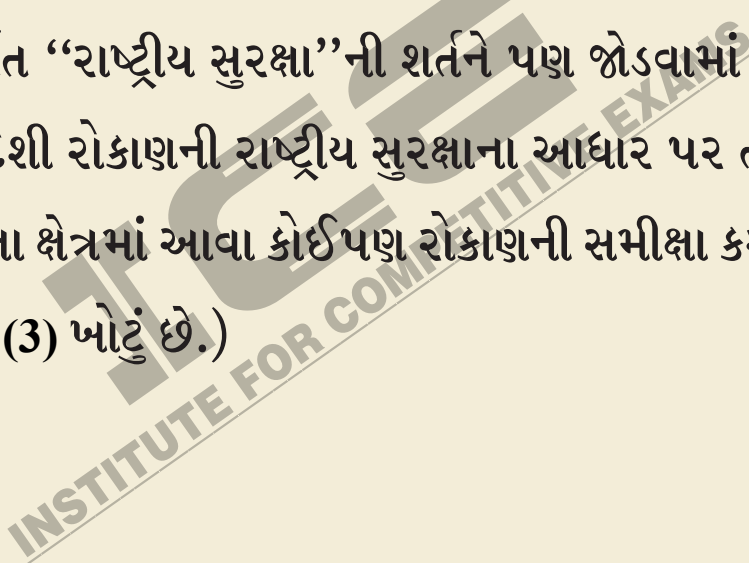 “રાષ્ટ્રીય સુરક્ષા”ની શર્તને પણ જોડવામાં
રોકાણની રાષ્ટ્રીય સુરક્ષાના આધાર પર
ક્ષેત્રમાં આવા કોઈપણ રોકાણની સમીક્ષા
(3) ખોટું છે.)
ICE
INSTITUTE FOR COMPETITIVE EXAMS